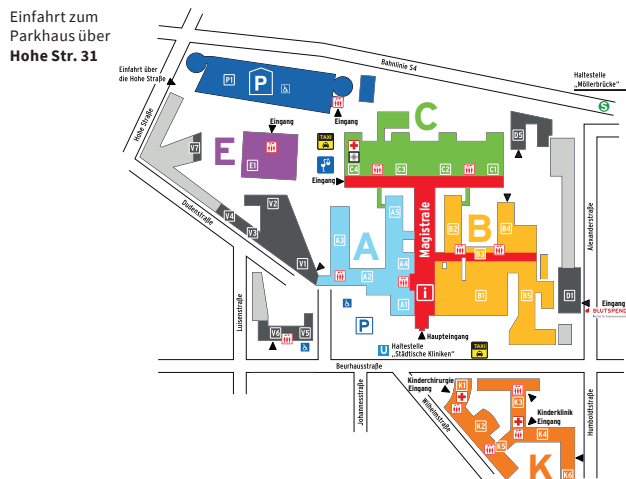 Einfahrt zum
Parkhaus über
Hohe Str. 31
Bahnlinie S4
Einfahrt über
die Hohe Straße
Haltestelle
„Möllerbrücke“
S
P1
P
Hohe Straße
Eingang
Eingang
TAXI
C
D5
V7
E
E1
C4
C3
C2
C1
Eingang
Dudenstraße
V4
V2
V3
V1
A5
A3
A
A4
A2
A1
Magistrale
B2
B
B4
B3
B1
B5
Alexanderstraße
D1
Eingang
BLUTSPEND
i
Luisenstraße
V6
V5
P
Haupteingang
U
Haltestelle
„Städtische Kliniken“
TAXI
Beurhausstraße
Johannesstraße
Kinderchirurgie
Eingang
Wilhelmstraße
K1
K3
K2
Kinderklinik
Eingang
K4
K5
K
K6
Humboldtstraße